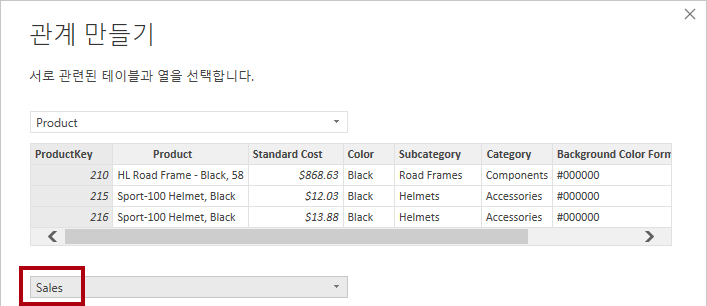 관계 만들기
서로 관련된 테이블과 열을 선택합니다.
Product
ProductKey Product Standard Cost Color Subcategory Category Background Color Form
210 HL Road Frame - Black, 58 $868.63 Black Road Frames Components #000000
215 Sport-100 Helmet, Black $12.03 Black Helmets Accessories #000000
216 Sport-100 Helmet, Black $13.88 Black Helmets Accessories #000000
Sales